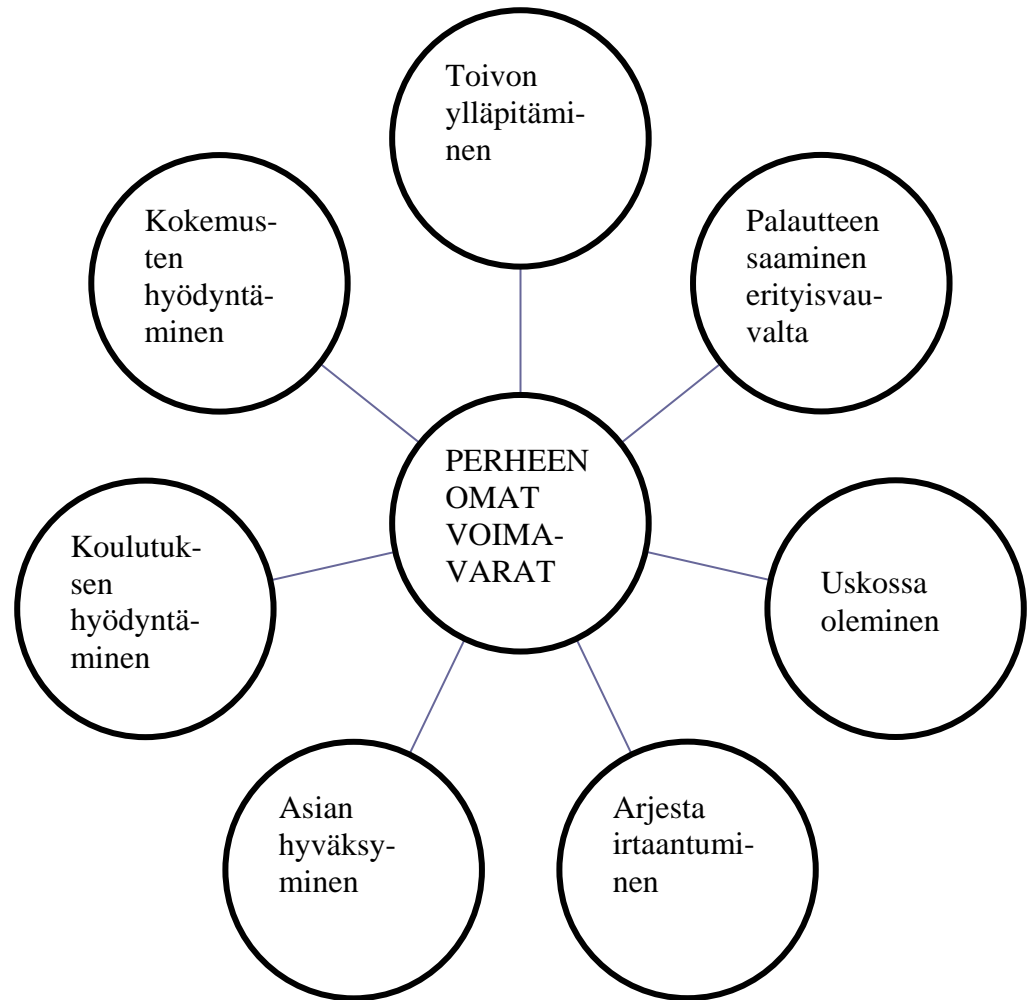 Toivon
ylläpitämi-
nen
Palautteen
saaminen
erityisvau-
valta
Uskossa
oleminen
Arjesta
irtaantumi-
nen
Asian
hyväksy-
minen
Koulutuk-
sen
hyödyntä-
minen
Kokemus-
ten
hyödyntä-
minen
PERHEEN
OMAT
VOIMA-
VARAT